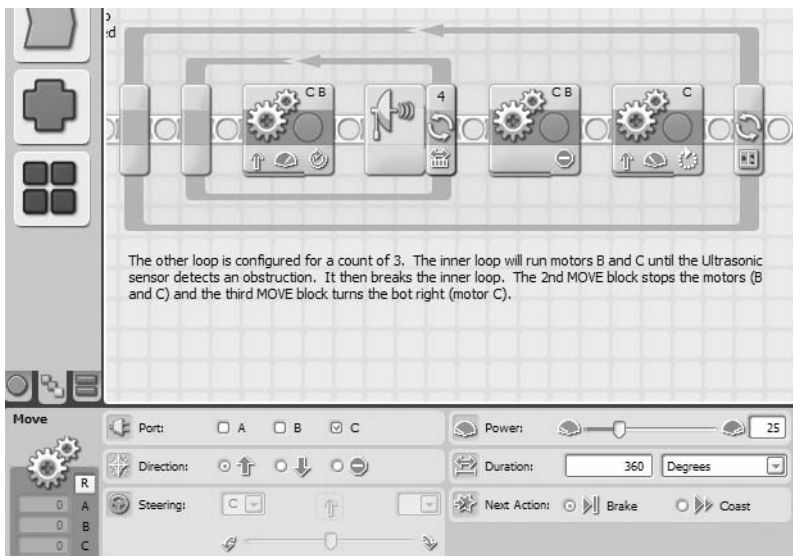 ed
C B
4
C B
C
The other loop is configured for a count of 3. The inner loop will run motors B and C until the Ultrasonic
sensor detects an obstruction. It then breaks the inner loop. The 2nd MOVE block stops the motors (B
and C) and the third MOVE block turns the bot right (motor C).
Move
Port: A B C
Power: 25
Direction:
Duration: 360 Degrees
R
0 A
Steering: C
Next Action: Brake Coast
0 B
0 C